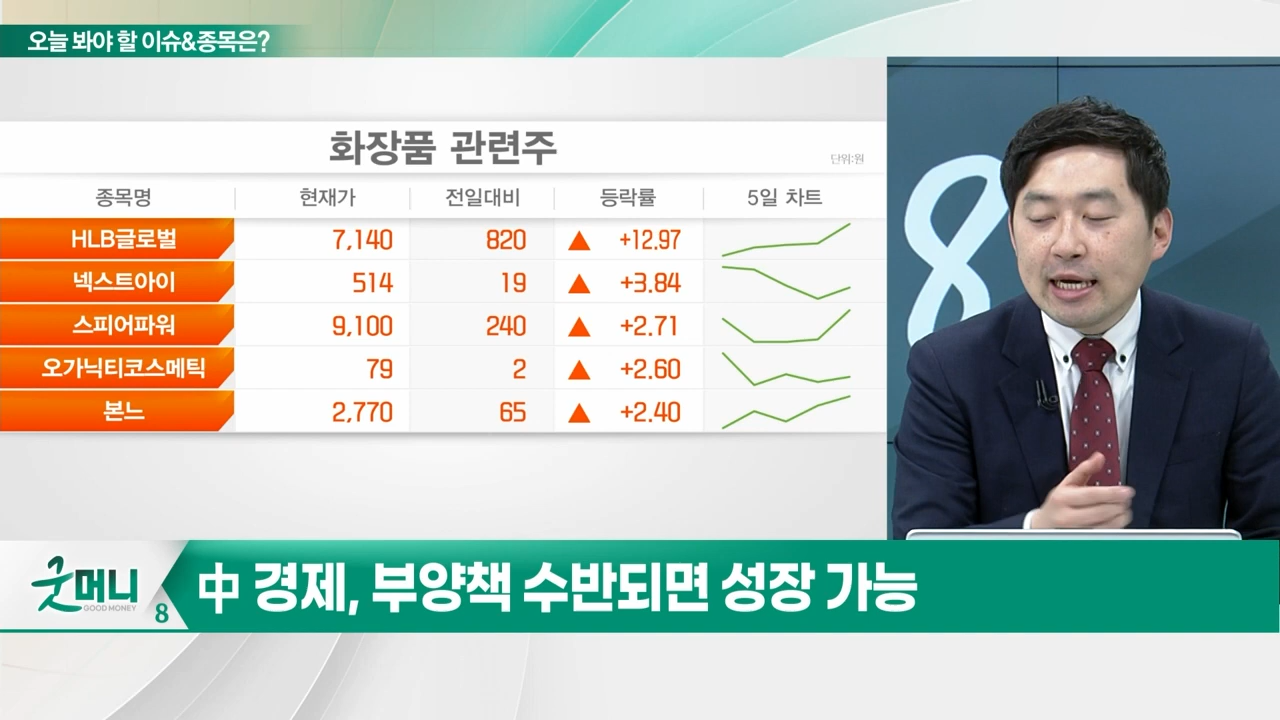 오늘 봐야 할 이슈&종목은?
화장품 관련주
단위:원
종목명 현재가 전일대비 등락률 5일 차트
HLB글로벌 7,140 820 ▲ +12.97
넥스트아이 514 19 ▲ +3.84
스피어파워 9,100 240 ▲ +2.71
오가닉티코스메틱 79 2 ▲ +2.60
본느 2,770 65 ▲ +2.40
8
굿머니
GOOD MONEY
8
中 경제, 부양책 수반되면 성장 가능